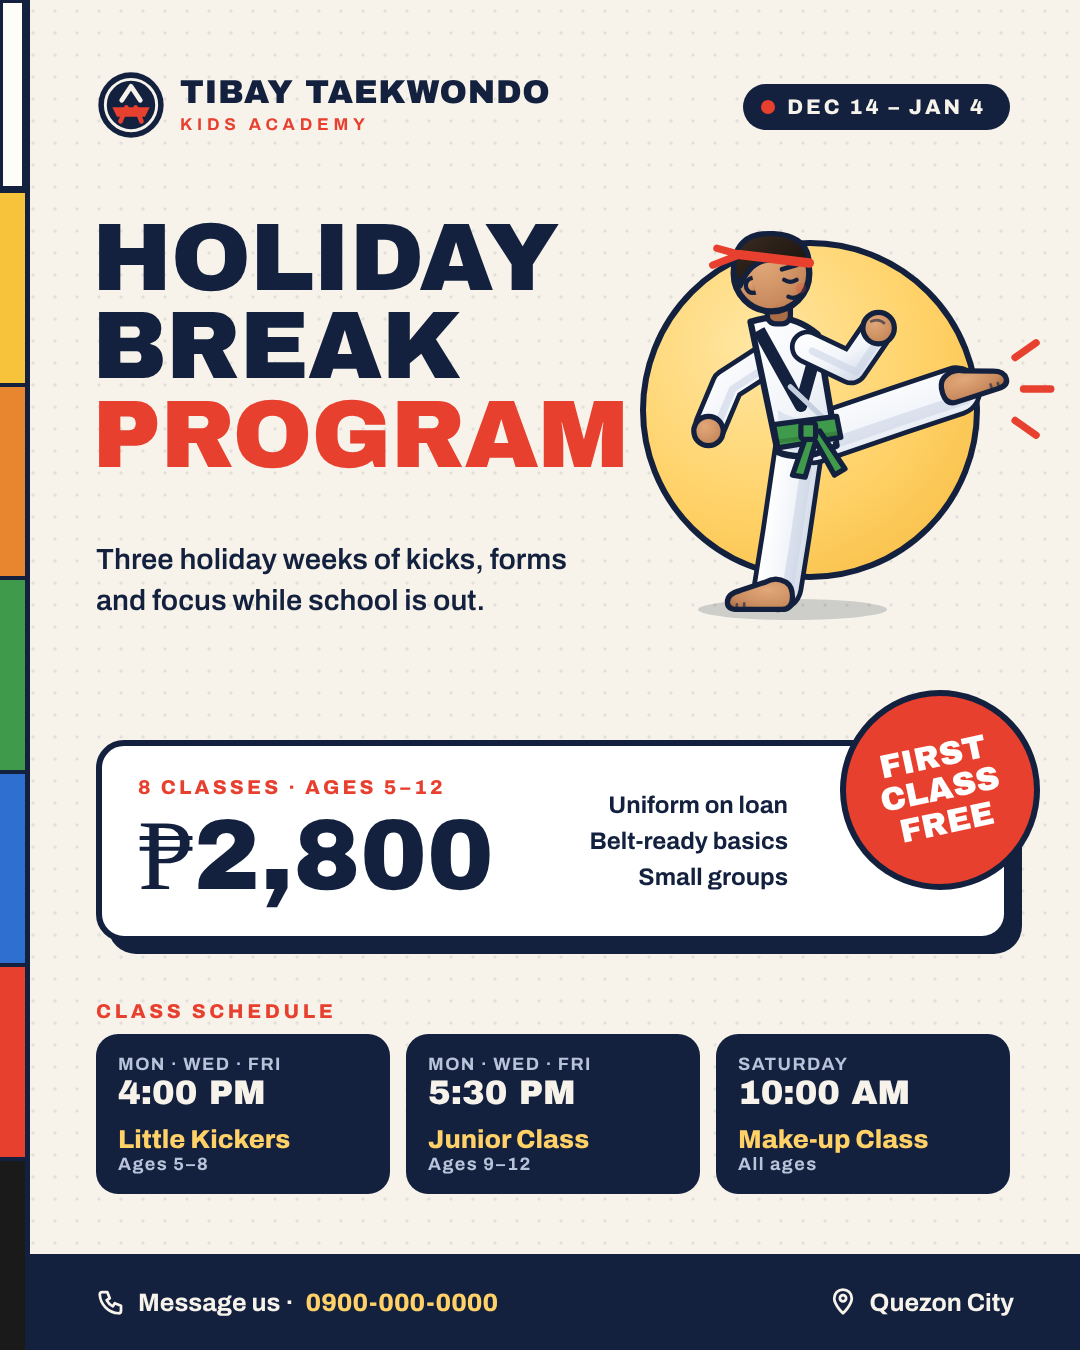 TIBAY TAEKWONDO
KIDS ACADEMY
DEC 14 – JAN 4
HOLIDAY
BREAK
PROGRAM
Three holiday weeks of kicks, forms
and focus while school is out.
8 CLASSES · AGES 5–12
₱2,800
Uniform on loan
Belt-ready basics
Small groups
FIRST
CLASS
FREE
CLASS SCHEDULE
MON · WED · FRI
4:00 PM
Little Kickers
Ages 5–8
MON · WED · FRI
5:30 PM
Junior Class
Ages 9–12
SATURDAY
10:00 AM
Make-up Class
All ages
Message us · 0900-000-0000
Quezon City